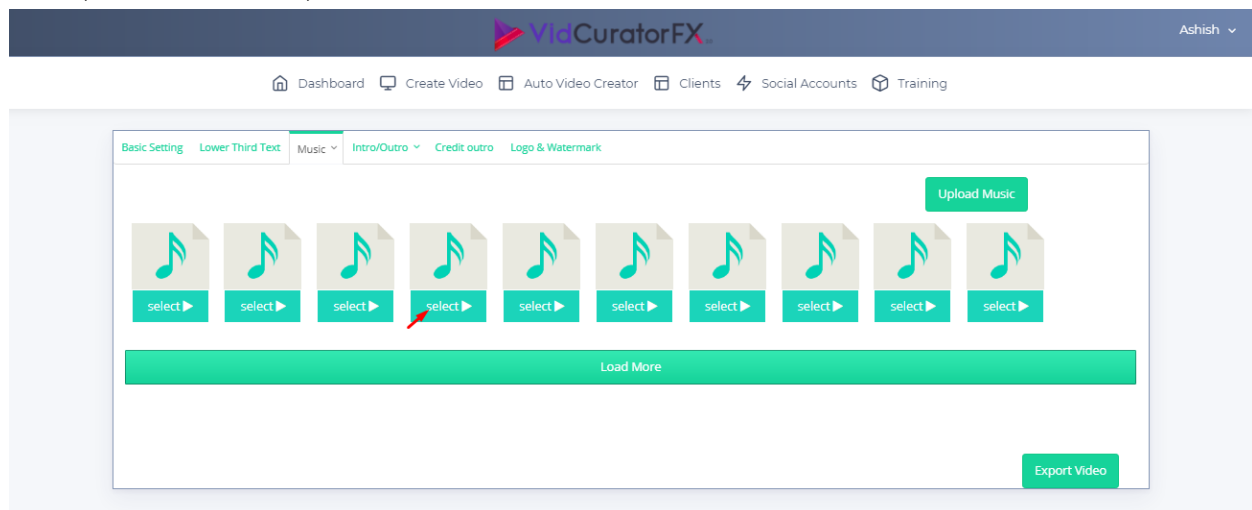 VidCuratorFX
Ashish
Dashboard Create Video Auto Video Creator Clients Social Accounts Training
Basic Setting Lower Third Text Music Intro/Outro Credit outro Logo & Watermark
Upload Music
select select select select select select select select select select
Load More
Export Video